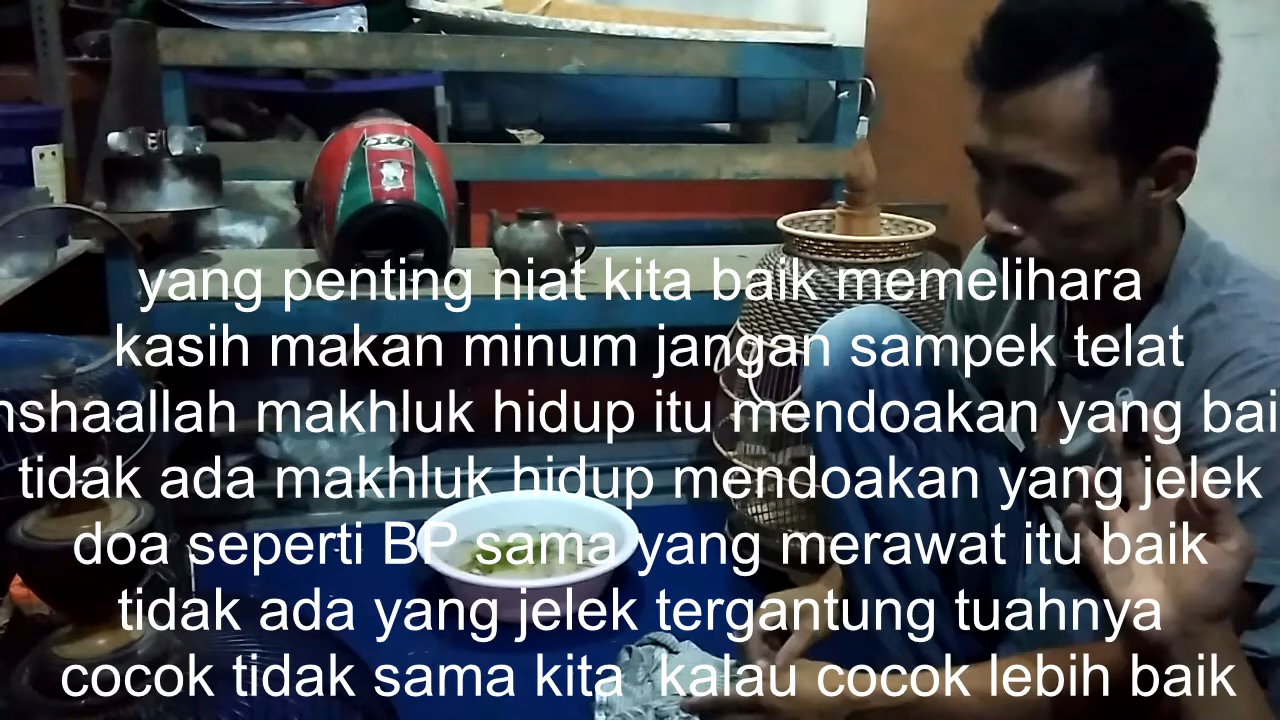 yang penting niat kita baik memelihara
kasih makan minum jangan sampek telat
nshaallah makhluk hidup itu mendoakan yang bai
tidak ada makhluk hidup mendoakan yang jelek
doa seperti BP sama yang merawat itu baik
tidak ada yang jelek tergantung tuahnya
cocok tidak sama kita kalau cocok lebih baik